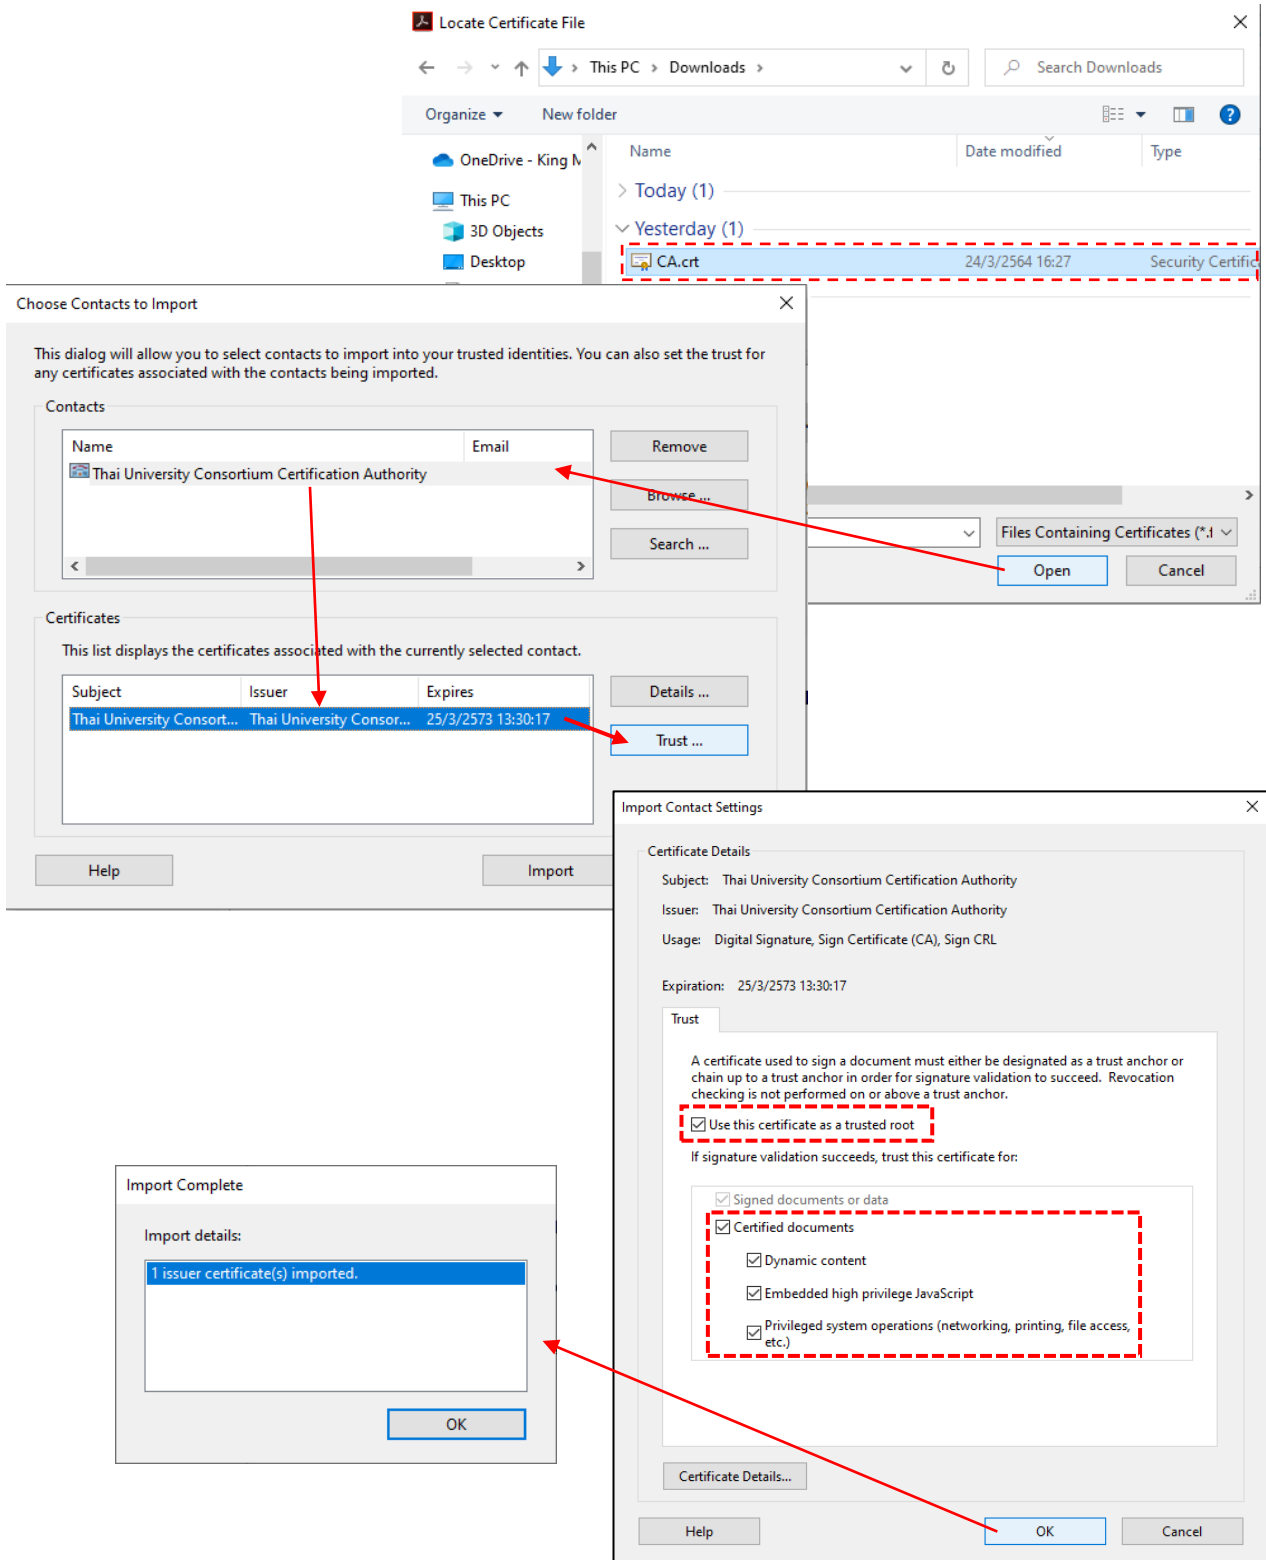 Locate Certificate File
This PC > Downloads >
Search Downloads
Organize
New folder
?
OneDrive - King M
This PC
3D Objects
Desktop
Name
Date modified
Type
Today (1)
Yesterday (1)
CA.crt
24/3/2564 16:27
Security Certific
Files Containing Certificates (*.f
Open
Cancel
Choose Contacts to Import
This dialog will allow you to select contacts to import into your trusted identities. You can also set the trust for
any certificates associated with the contacts being imported.
Contacts
Name
Email
Thai University Consortium Certification Authority
Remove
Browse ...
Search ...
Certificates
This list displays the certificates associated with the currently selected contact.
Subject
Issuer
Expires
Thai University Consort...
Thai University Consor...
25/3/2573 13:30:17
Details ...
Trust ...
Help
Import
Import Contact Settings
Certificate Details
Subject: Thai University Consortium Certification Authority
Issuer: Thai University Consortium Certification Authority
Usage: Digital Signature, Sign Certificate (CA), Sign CRL
Expiration: 25/3/2573 13:30:17
Trust
A certificate used to sign a document must either be designated as a trust anchor or
chain up to a trust anchor in order for signature validation to succeed. Revocation
checking is not performed on or above a trust anchor.
Use this certificate as a trusted root
If signature validation succeeds, trust this certificate for:
Signed documents or data
Certified documents
Dynamic content
Embedded high privilege JavaScript
Privileged system operations (networking, printing, file access,
etc.)
Certificate Details...
Help
OK
Cancel
Import Complete
Import details:
1 issuer certificate(s) imported.
OK